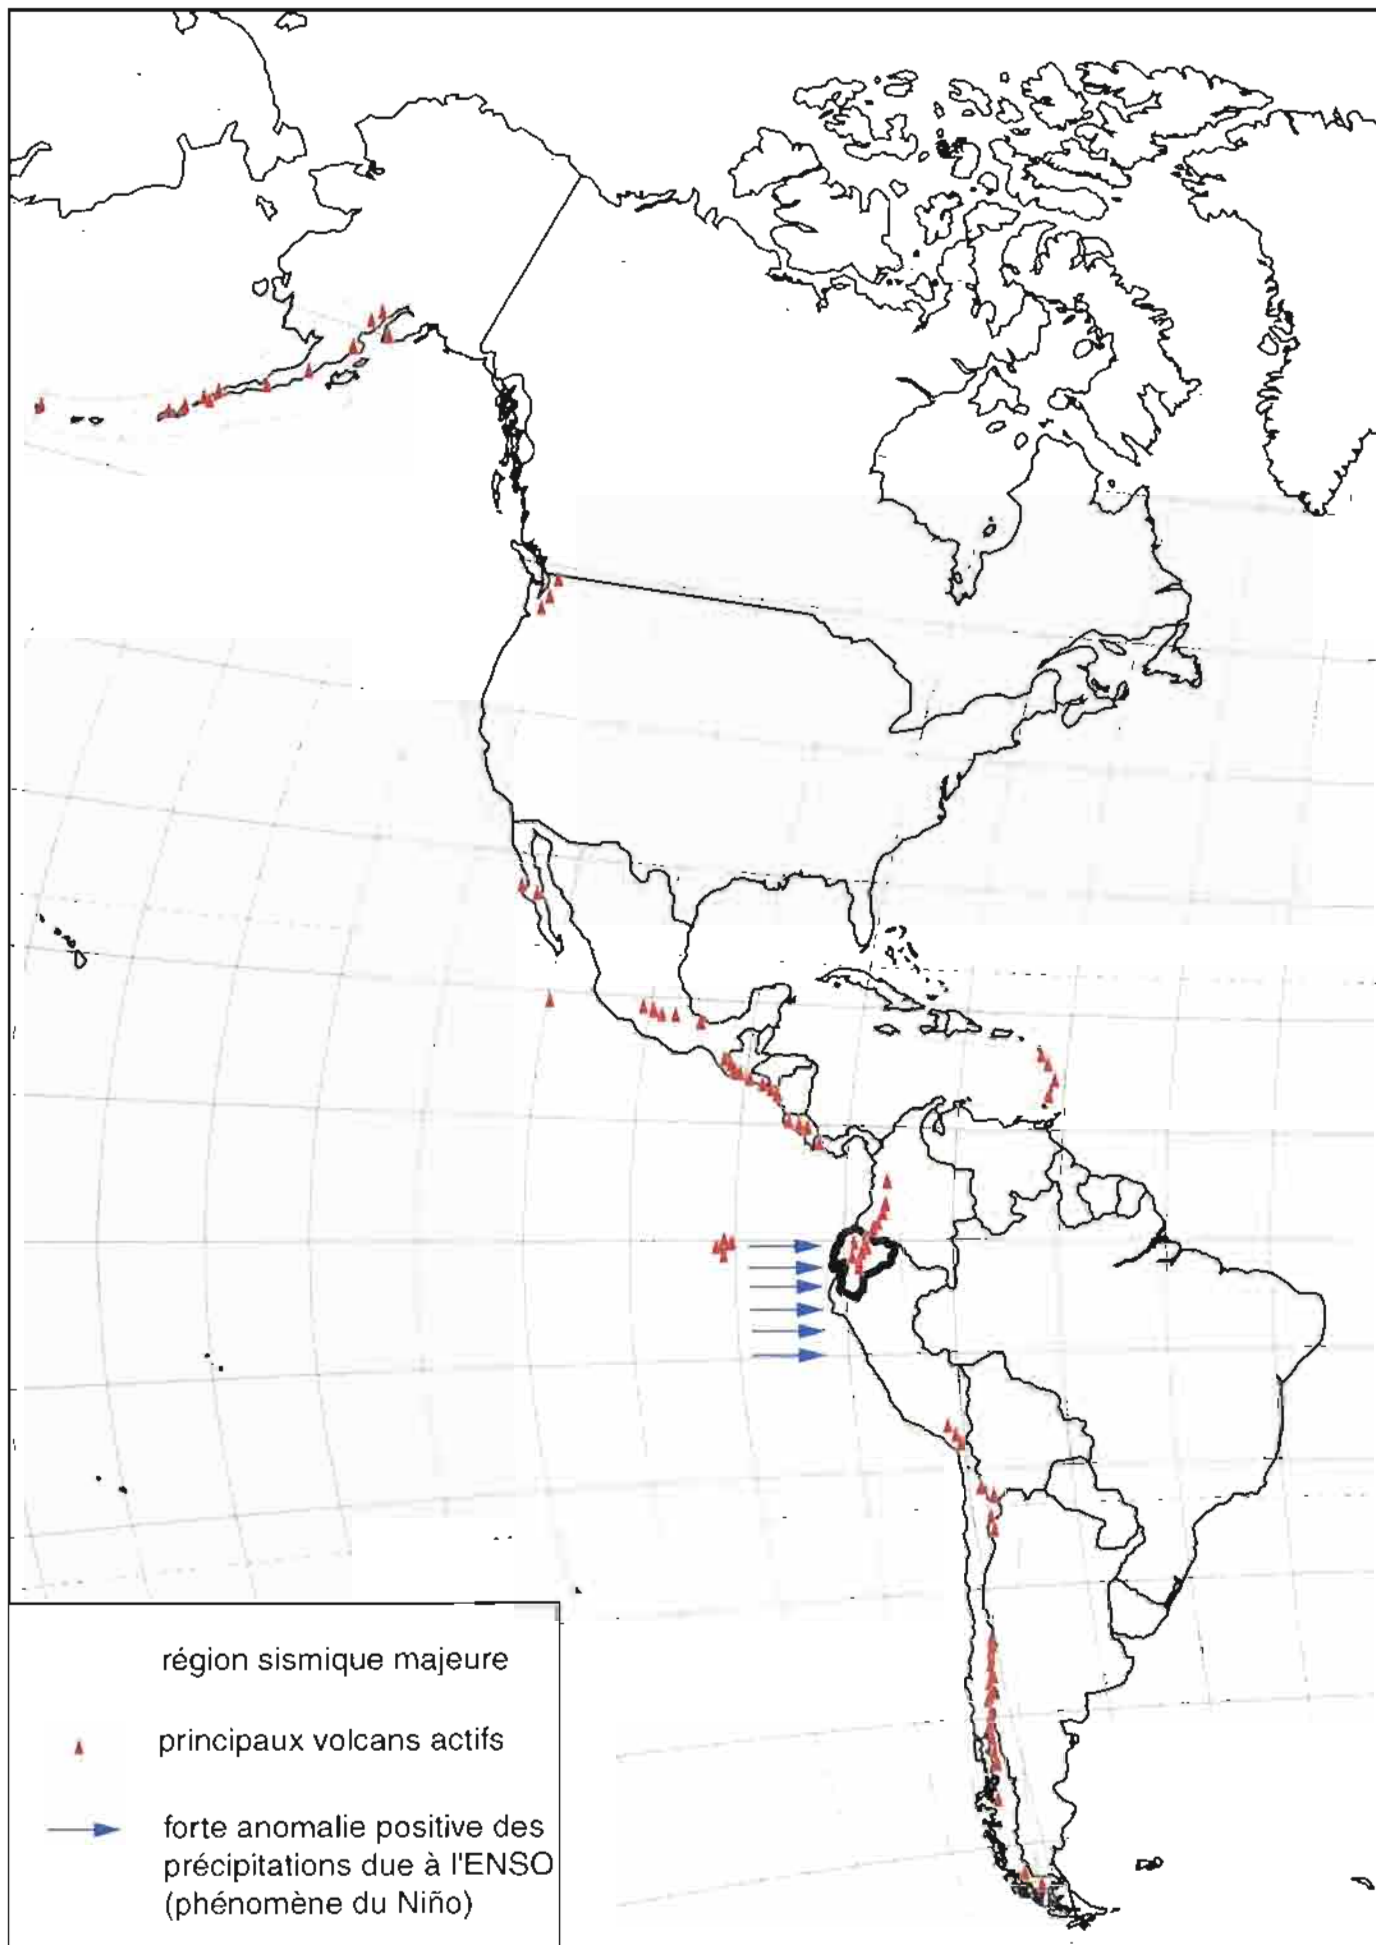 région sismique majeure
principaux volcans actifs
forte anomalie positive des
précipitations due à l'ENSO
(phénomène du Niño)